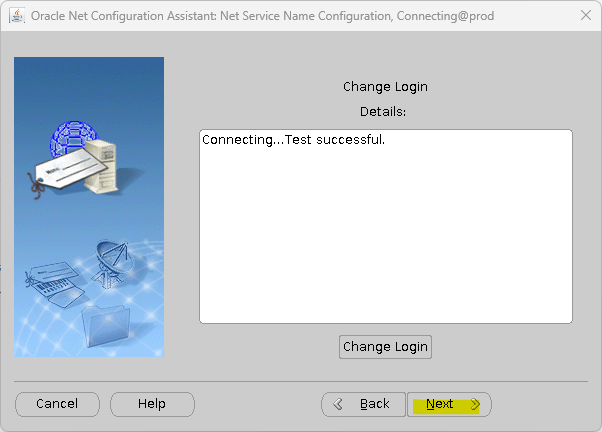 Oracle Net Configuration Assistant: Net Service Name Configuration, Connecting@prod
Change Login
Details:
Connecting...Test successful.
Change Login
Cancel
Help
Back
Next